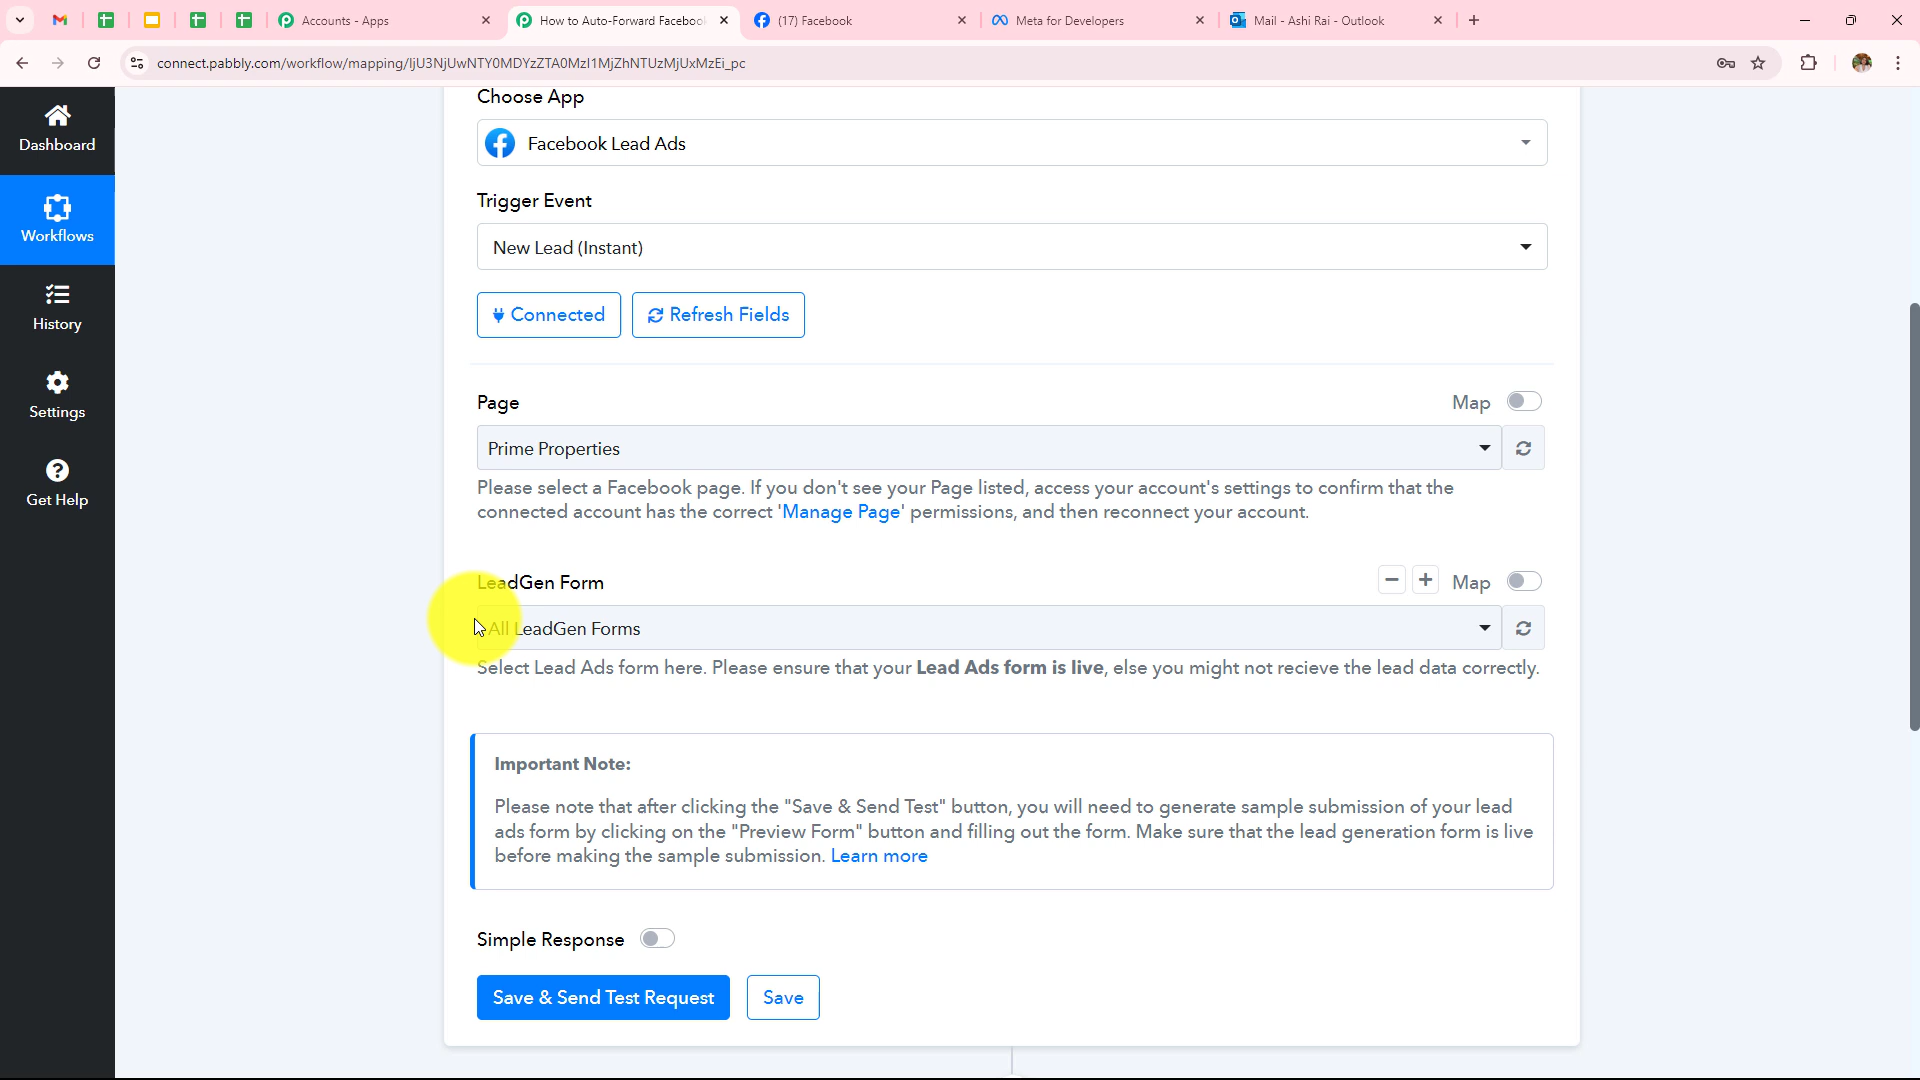 Accounts - Apps
How to Auto-Forward Faceboo
(17) Facebook
Meta for Developers
Mail - Ashi Rai - Outlook
connect.pabbly.com/workflow/mapping/IjU3NjUwNTY0MDYzZTA0MzI1MjZhNTUzMjUxMzEi_pc
Dashboard
Workflows
History
Settings
Get Help
Choose App
Facebook Lead Ads
Trigger Event
New Lead (Instant)
Connected
Refresh Fields
Page
Map
Prime Properties
Please select a Facebook page. If you don't see your Page listed, access your account's settings to confirm that the
connected account has the correct 'Manage Page' permissions, and then reconnect your account.
LeadGen Form
Map
All LeadGen Forms
Select Lead Ads form here. Please ensure that your Lead Ads form is live, else you might not recieve the lead data correctly.
Important Note:
Please note that after clicking the "Save & Send Test" button, you will need to generate sample submission of your lead
ads form by clicking on the "Preview Form" button and filling out the form. Make sure that the lead generation form is live
before making the sample submission. Learn more
Simple Response
Save & Send Test Request
Save